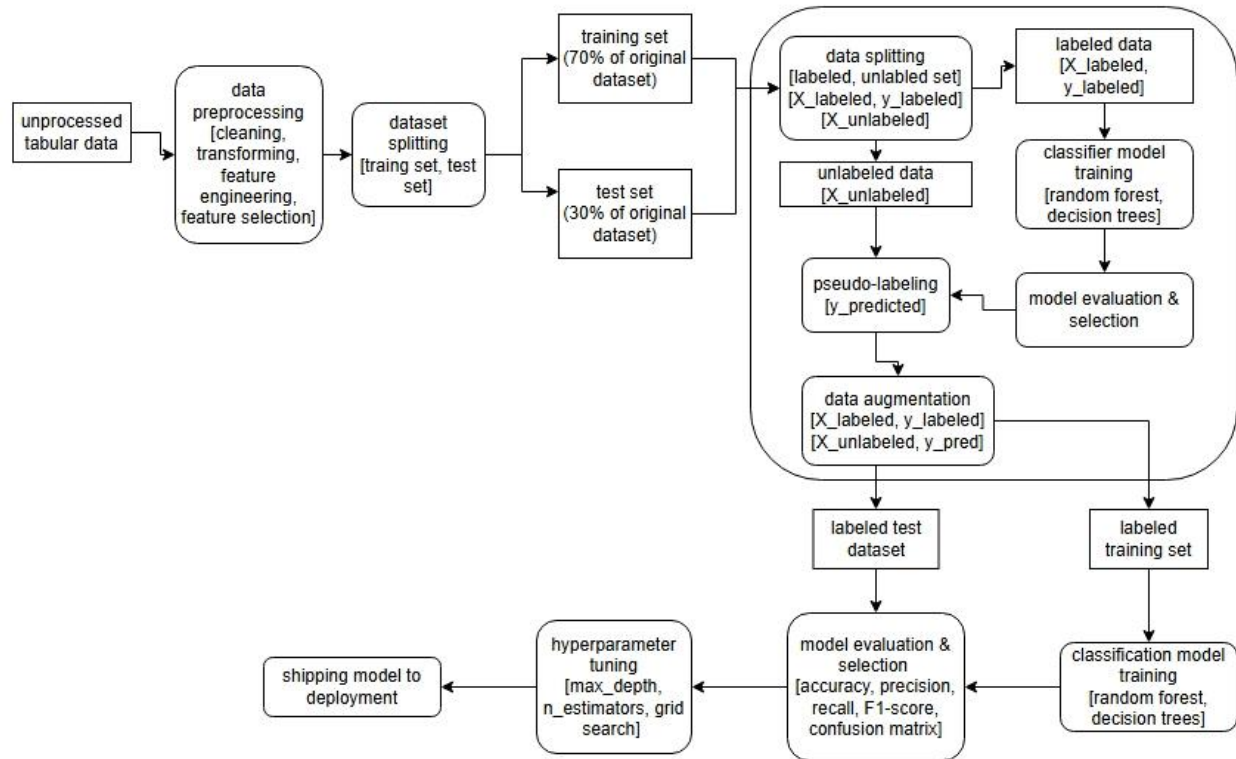 unprocessed
tabular data
data
preprocessing
[cleaning,
transforming,
feature
engineering,
feature selection]
dataset
splitting
[traing set, test
set]
training set
(70% of original
dataset)
test set
(30% of original
dataset)
data splitting
[labeled, unlabled set]
[X_labeled, y_labeled]
[X_unlabeled]
labeled data
[X_labeled,
y_labeled]
unlabeled data
[X_unlabeled]
classifier model
training
[random forest,
decision trees]
pseudo-labeling
[y_predicted]
model evaluation &
selection
data augmentation
[X_labeled, y_labeled]
[X_unlabeled, y_pred]
labeled test
dataset
labeled
training set
shipping model to
deployment
hyperparameter
tuning
[max_depth,
n_estimators, grid
search]
model evaluation &
selection
[accuracy, precision,
recall, F1-score,
confusion matrix]
classification model
training
[random forest,
decision trees]